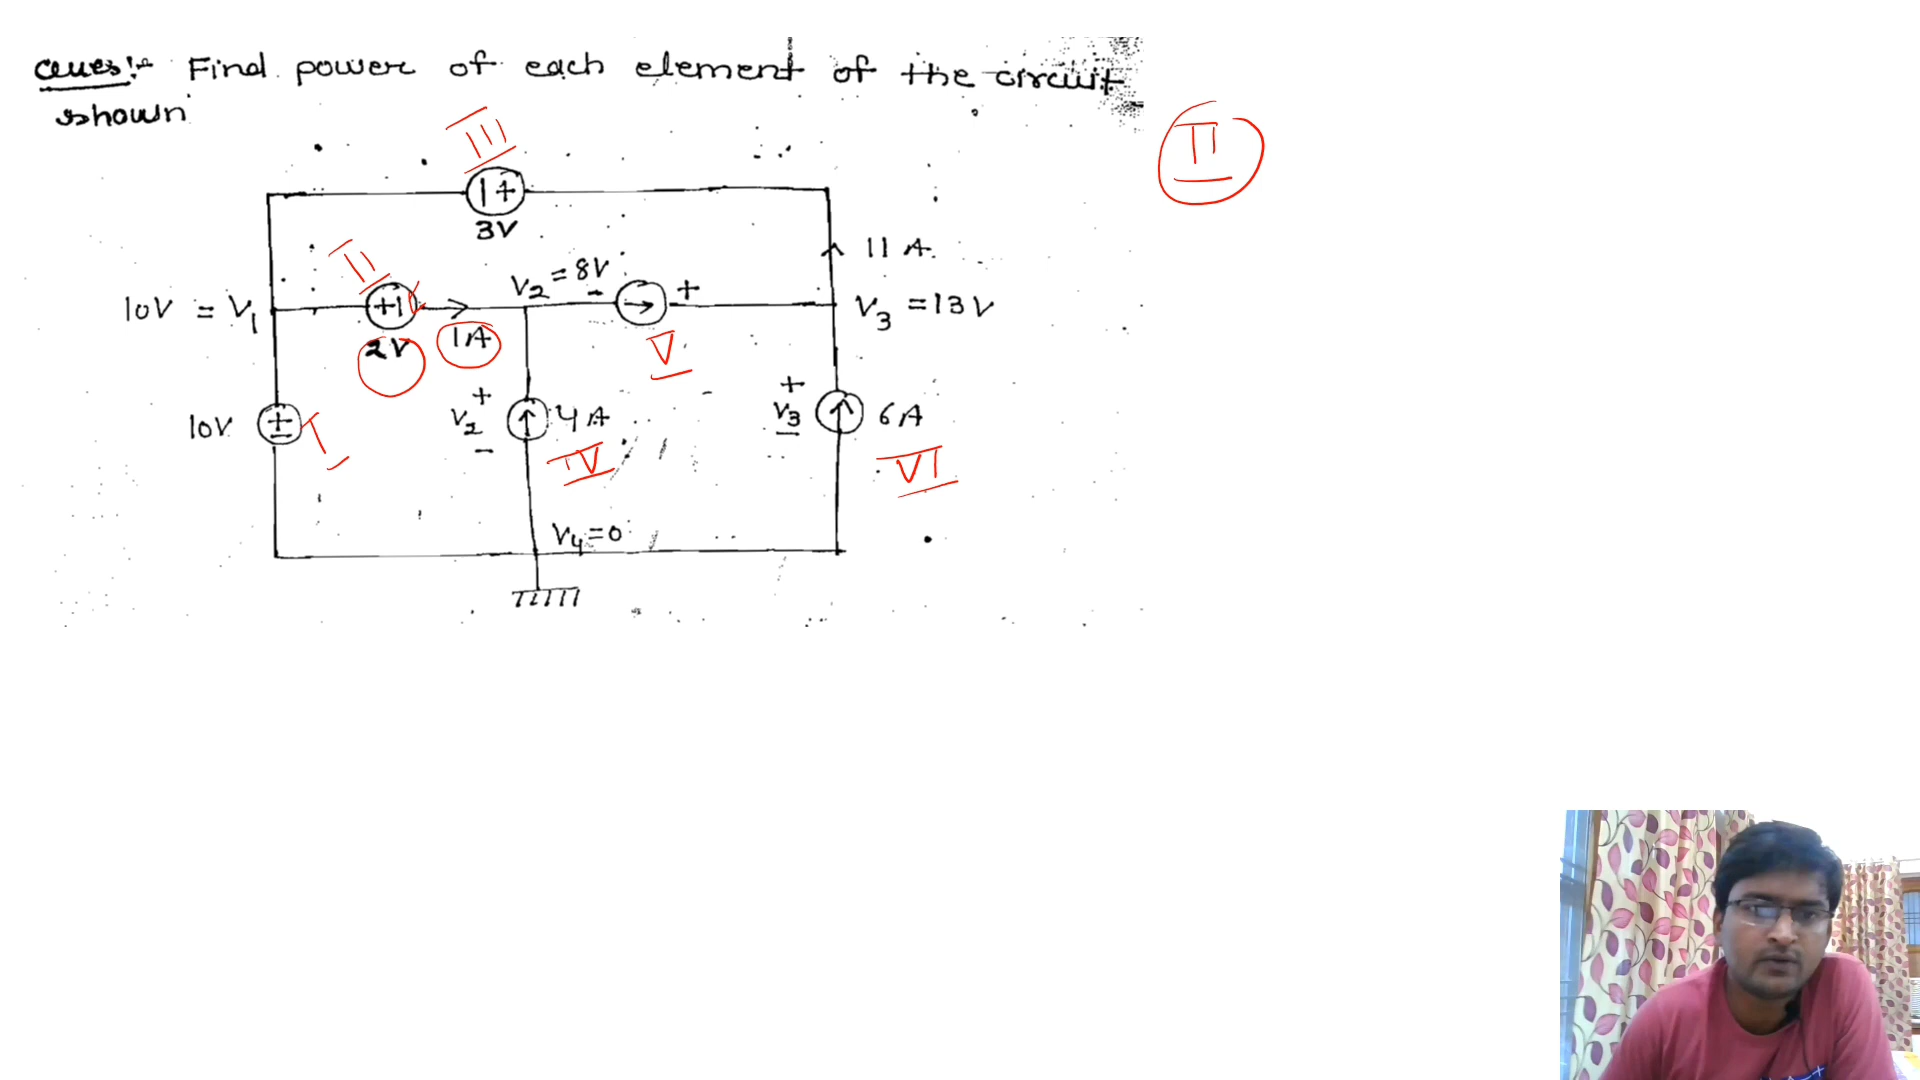 Ques:- Find power of each element of the circuit
shown
II
III
|+
3V
11 A
II
V2 = 8V
10V = V1
+|
- → +
V3 = 13V
1A
2V
V
+
+
10V
±
I
V2
4A
V3
6A
-
IV
VI
V4=0